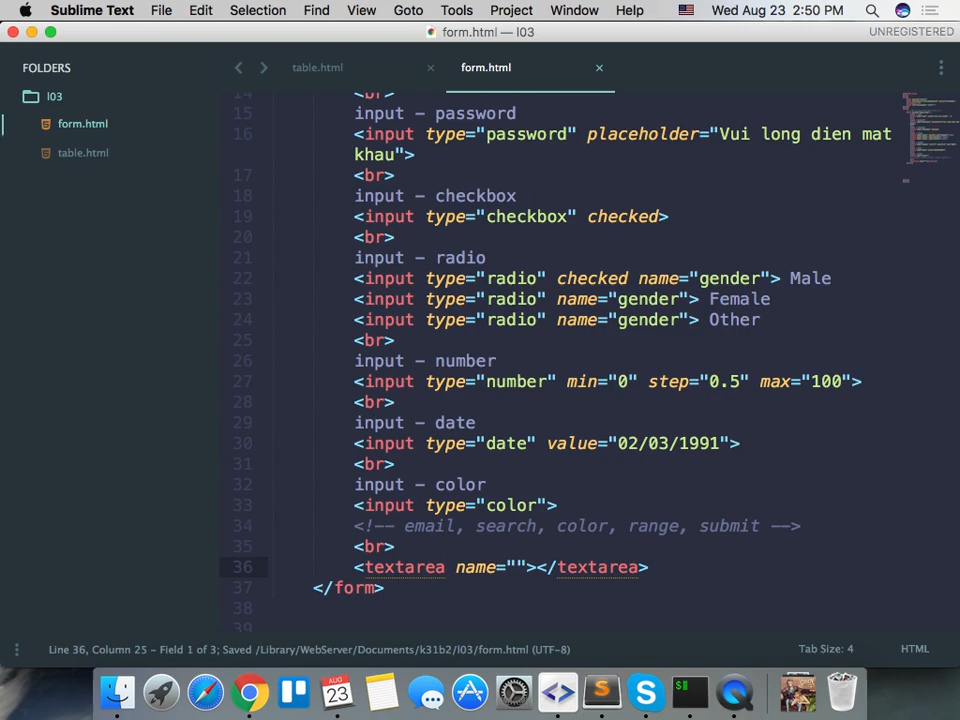 Sublime Text File Edit Selection Find View Goto Tools Project Window Help Wed Aug 23 2:50 PM
form.html — l03 UNREGISTERED
FOLDERS
l03
form.html
table.html
table.html form.html
14 <br>
15 input - password
16 <input type="password" placeholder="Vui long dien mat
khau">
17 <br>
18 input - checkbox
19 <input type="checkbox" checked>
20 <br>
21 input - radio
22 <input type="radio" checked name="gender"> Male
23 <input type="radio" name="gender"> Female
24 <input type="radio" name="gender"> Other
25 <br>
26 input - number
27 <input type="number" min="0" step="0.5" max="100">
28 <br>
29 input - date
30 <input type="date" value="02/03/1991">
31 <br>
32 input - color
33 <input type="color">
34 <!-- email, search, color, range, submit -->
35 <br>
36 <textarea name=""></textarea>
37 </form>
38
39
Line 36, Column 25 - Field 1 of 3; Saved /Library/WebServer/Documents/k31b2/l03/form.html (UTF-8) Tab Size: 4 HTML
AUG
23